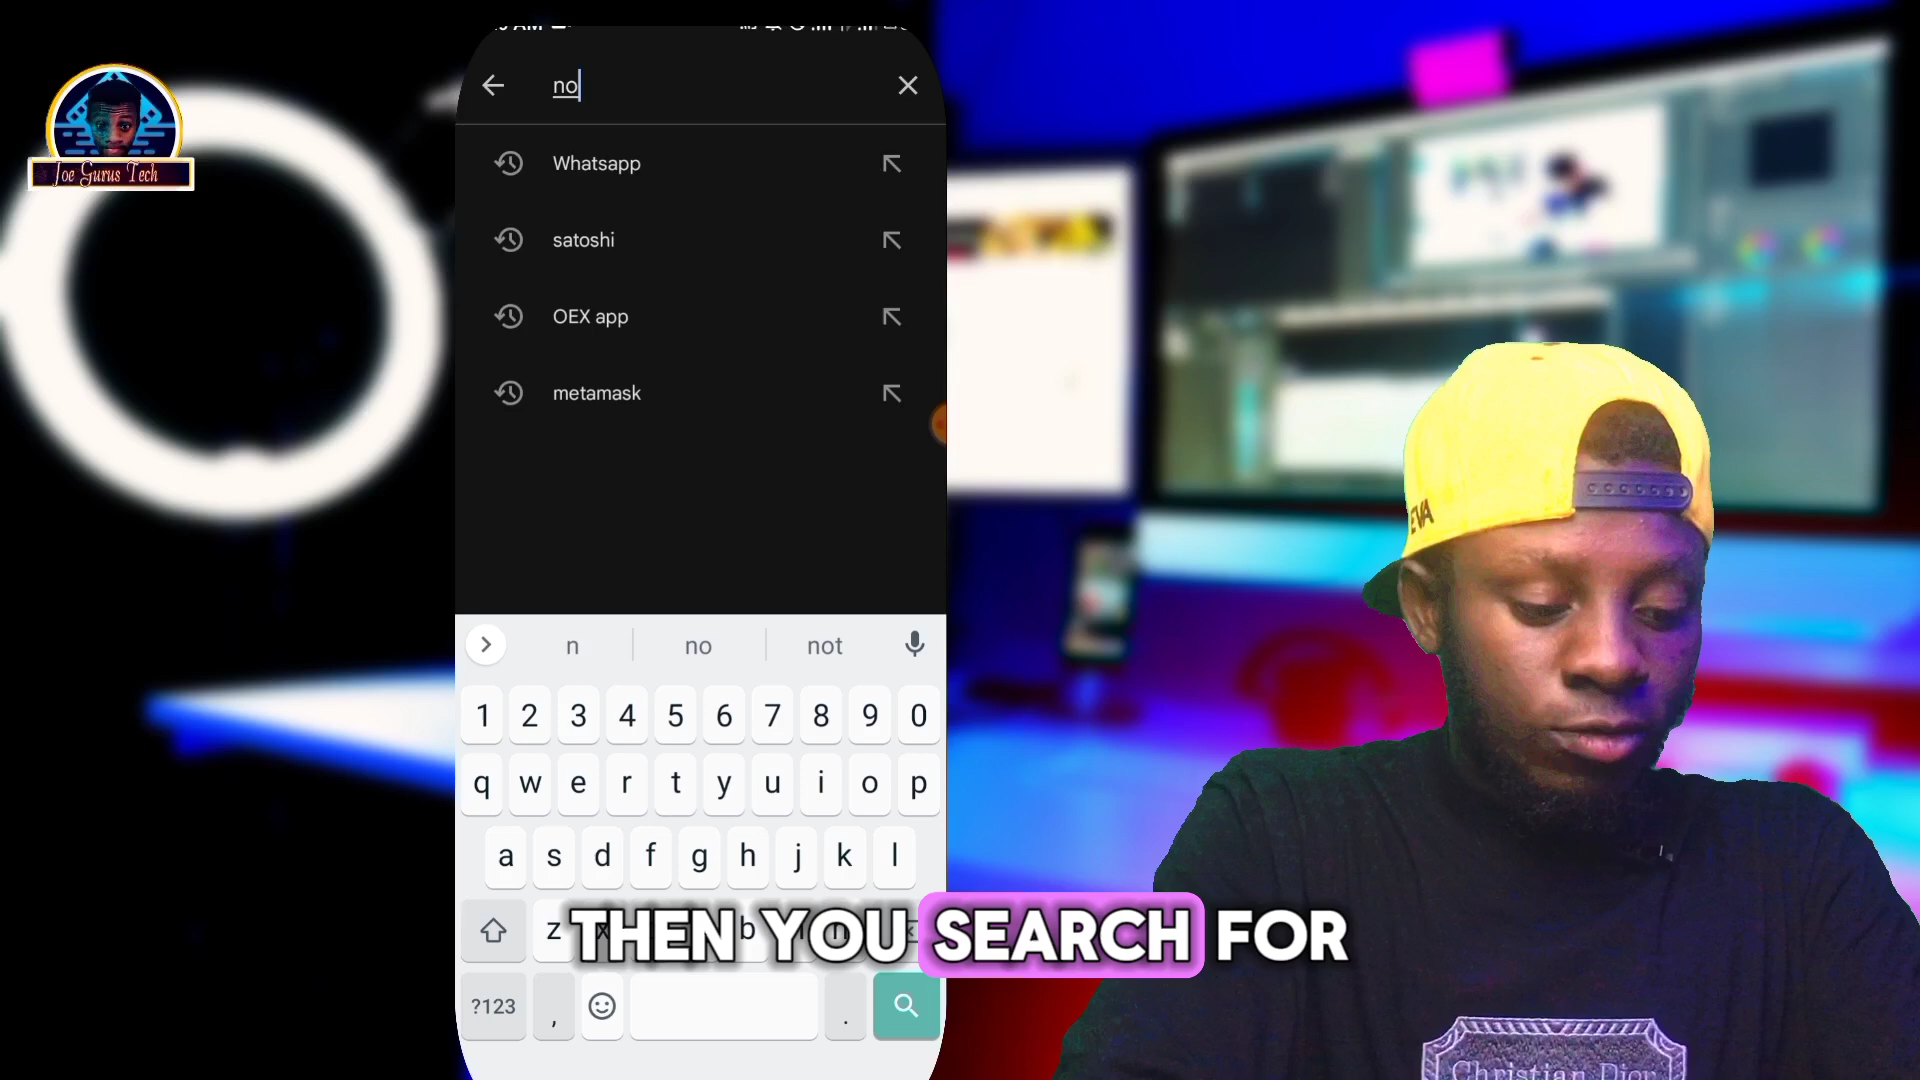 no
Whatsapp
satoshi
OEX app
metamask
Joe Gurus Tech
n no not
1 2 3 4 5 6 7 8 9 0
q w e r t y u i o p
a s d f g h j k l
z b
THEN YOU SEARCH FOR
?123 , .
EVA
Christian Dior